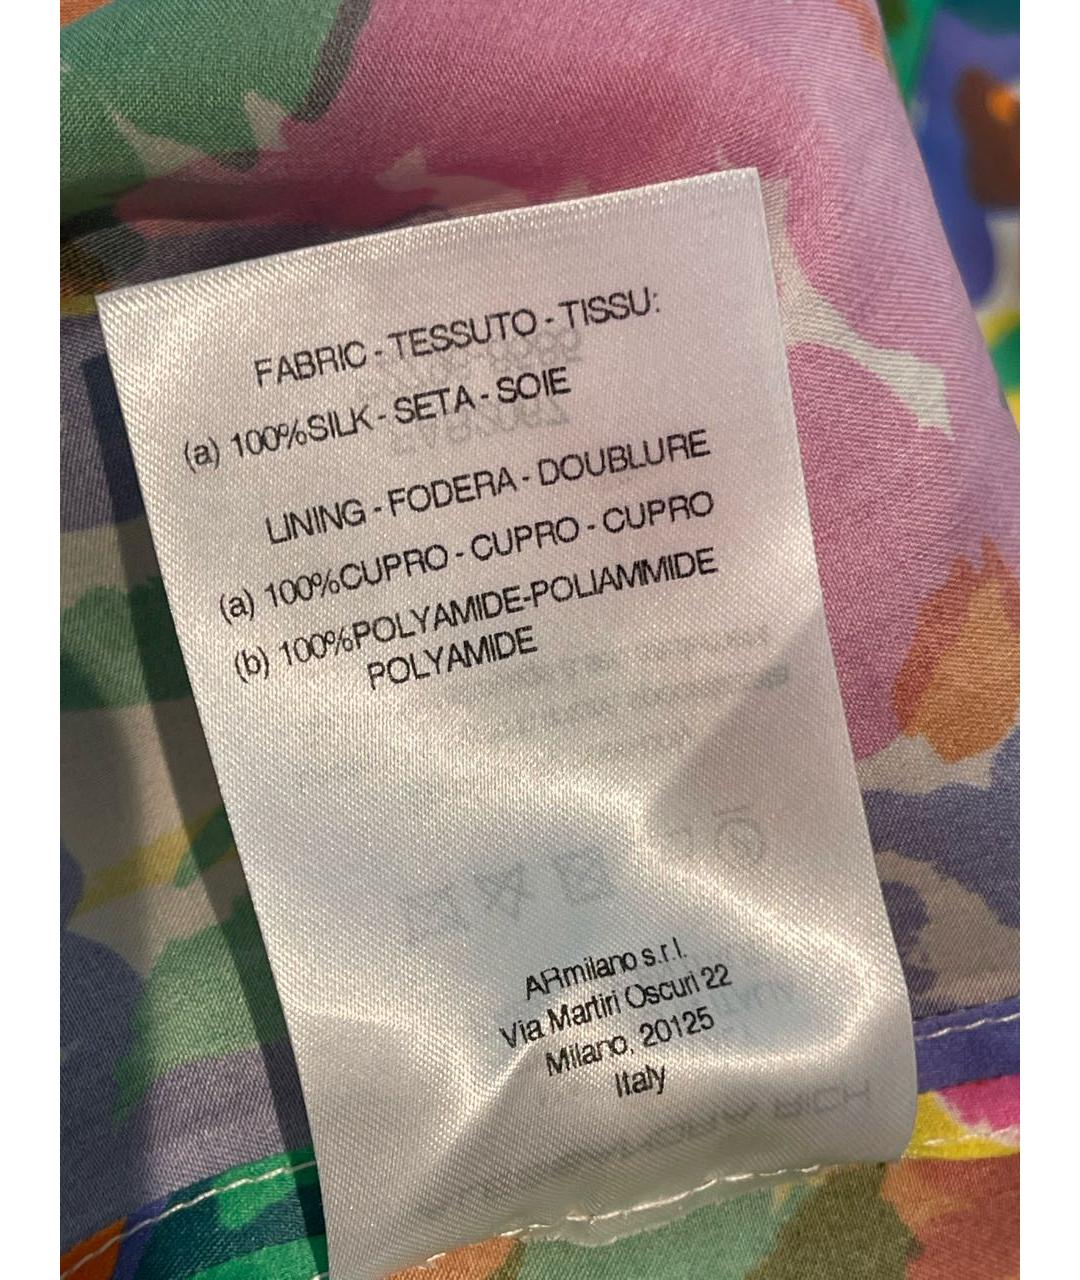 FABRIC - TESSUTO - TISSU:
(a) 100%SILK - SETA - SOIE
LINING - FODERA - DOUBLURE
(a) 100%CUPRO - CUPRO - CUPRO
(b) 100%POLYAMIDE-POLIAMMIDE
POLYAMIDE
ARmilano s.r.l.
Via Martiri Oscuri 22
Milano, 20125
Italy